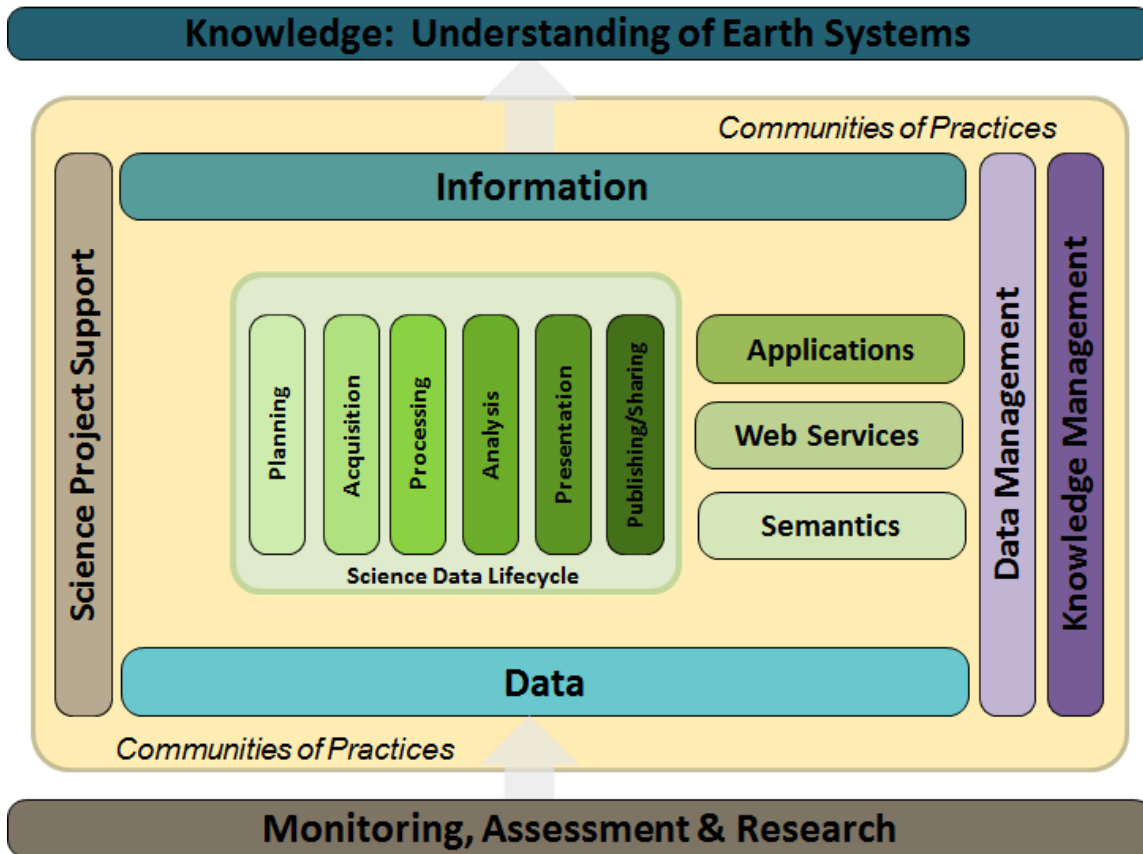 Knowledge: Understanding of Earth Systems
Communities of Practices
Information
Science Project Support
Planning
Acquisition
Processing
Analysis
Presentation
Publishing/Sharing
Science Data Lifecycle
Applications
Web Services
Semantics
Data Management
Knowledge Management
Data
Communities of Practices
Monitoring, Assessment & Research